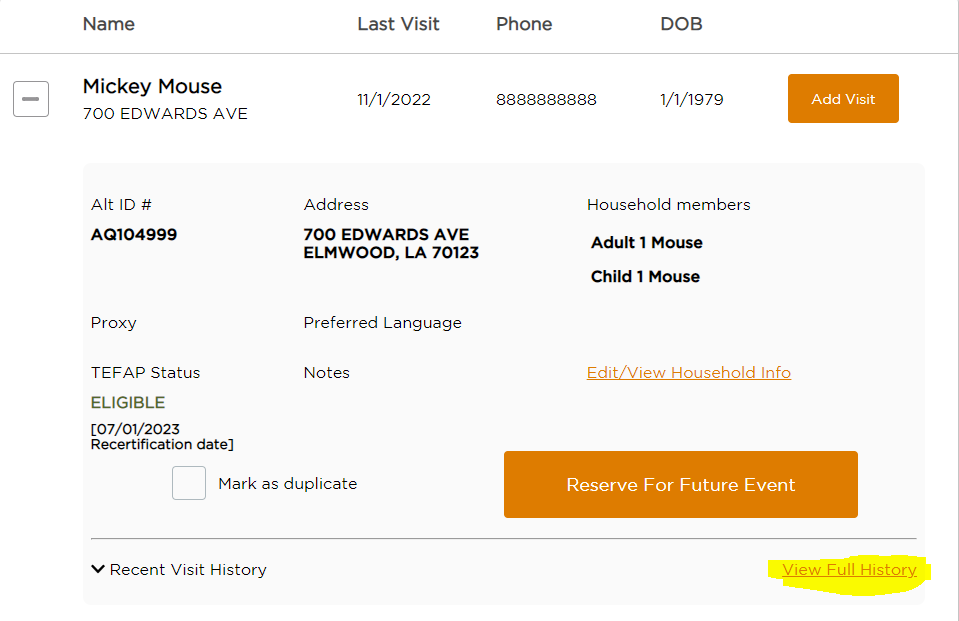 Name Last Visit Phone DOB
Mickey Mouse
700 EDWARDS AVE
11/1/2022 8888888888 1/1/1979 Add Visit
Alt ID # Address Household members
AQ104999
700 EDWARDS AVE
ELMWOOD, LA 70123
Adult 1 Mouse
Child 1 Mouse
Proxy Preferred Language
TEFAP Status Notes Edit/View Household Info
ELIGIBLE
[07/01/2023
Recertification date]
Mark as duplicate Reserve For Future Event
Recent Visit History View Full History